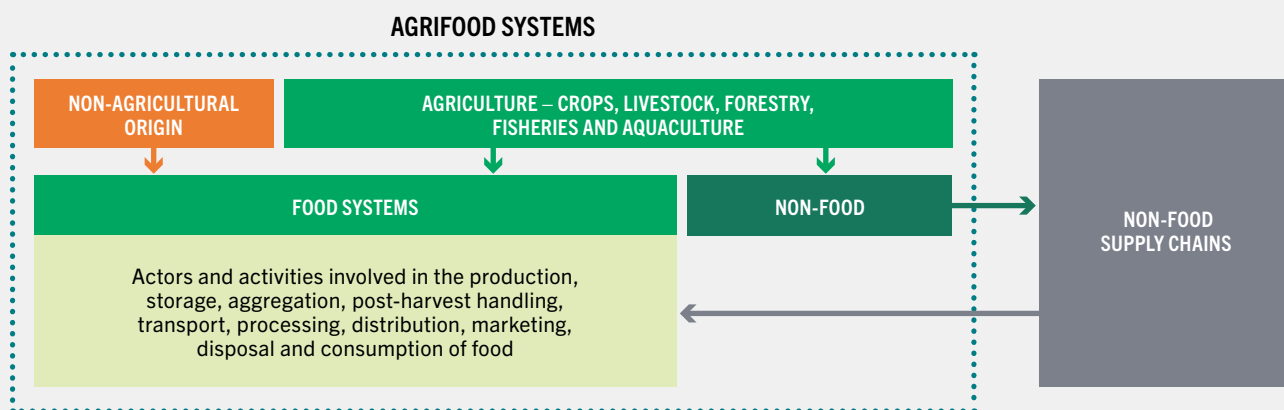 AGRIFOOD SYSTEMS
NON-AGRICULTURAL
ORIGIN
AGRICULTURE – CROPS, LIVESTOCK, FORESTRY,
FISHERIES AND AQUACULTURE
FOOD SYSTEMS
NON-FOOD
NON-FOOD
SUPPLY CHAINS
Actors and activities involved in the production,
storage, aggregation, post-harvest handling,
transport, processing, distribution, marketing,
disposal and consumption of food